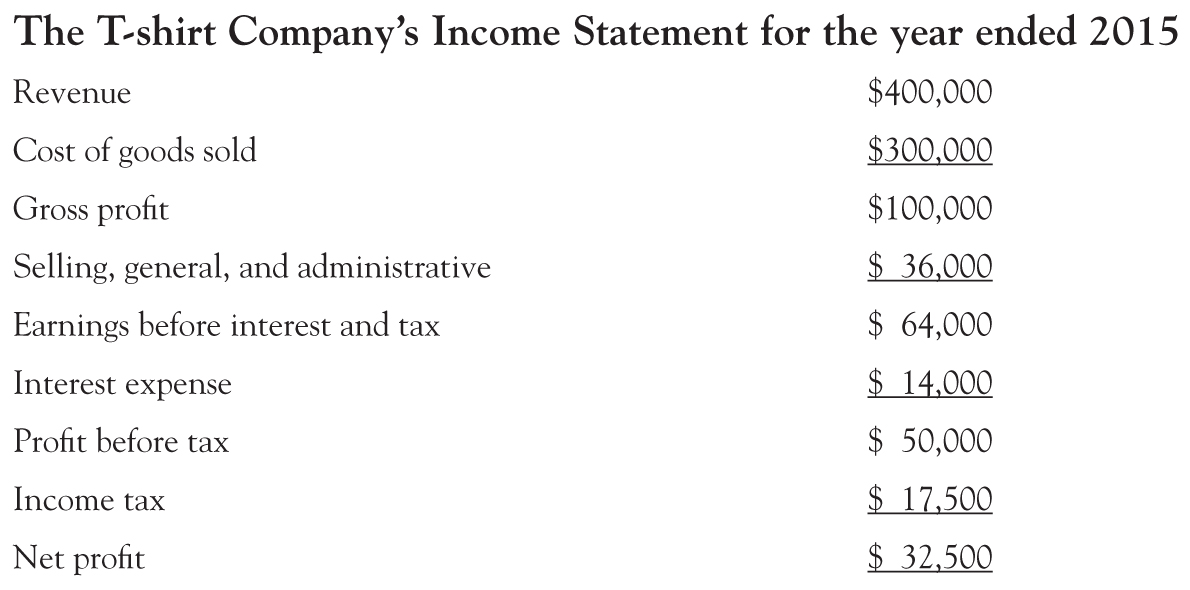 The T-shirt Company’s Income Statement for the year ended 2015
Revenue $400,000
Cost of goods sold $300,000
Gross profit $100,000
Selling, general, and administrative $ 36,000
Earnings before interest and tax $ 64,000
Interest expense $ 14,000
Profit before tax $ 50,000
Income tax $ 17,500
Net profit $ 32,500